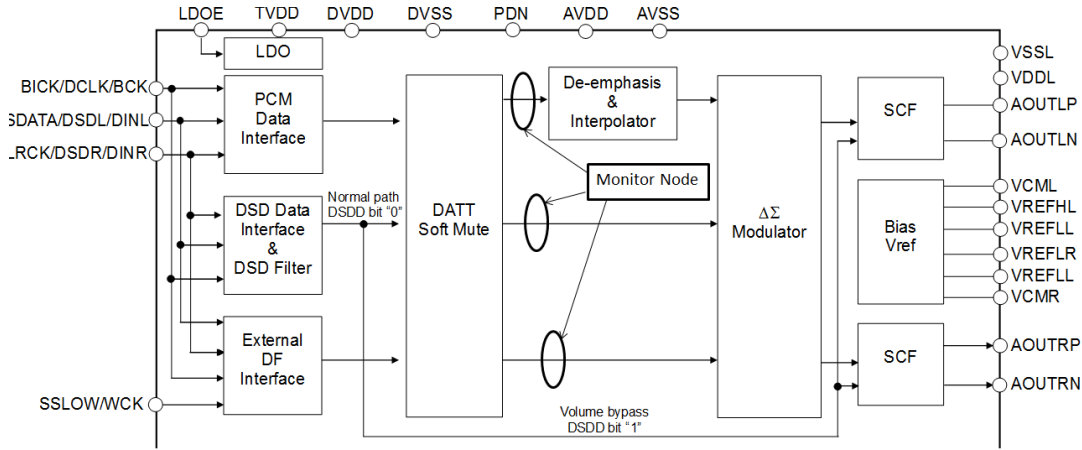 LDOE TVDD DVDD DVSS PDN AVDD AVSS
LDO
BICK/DCLK/BCK
SDATA/DSDL/DINL
LRCK/DSDR/DINR
SSLOW/WCK
PCM
Data
Interface
DSD Data
Interface
&
DSD Filter
External
DF
Interface
Normal path
DSDD bit “0”
DATT
Soft Mute
De-emphasis
&
Interpolator
Monitor Node
Volume bypass
DSDD bit “1”
ΔΣ
Modulator
SCF
Bias
Vref
SCF
VSSL
VDDL
AOUTLP
AOUTLN
VCML
VREFHL
VREFLL
VREFLR
VREFLL
VCMR
AOUTRP
AOUTRN